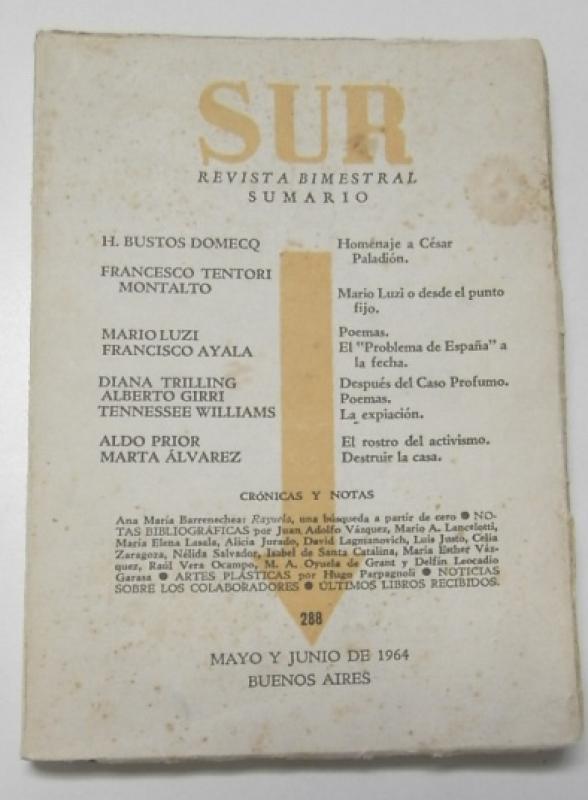 SUR
REVISTA BIMESTRAL
SUMARIO
H. BUSTOS DOMECQ Homenaje a César
Paladión.
FRANCESCO TENTORI
MONTALTO Mario Luzi o desde el punto
fijo.
MARIO LUZI Poemas.
FRANCISCO AYALA El "Problema de España" a
la fecha.
DIANA TRILLING Después del Caso Profumo.
ALBERTO GIRRI Poemas.
TENNESSEE WILLIAMS La expiación.
ALDO PRIOR El rostro del activismo.
MARTA ÁLVAREZ Destruir la casa.
CRÓNICAS Y NOTAS
Ana María Barrenechea: Rayuela, una búsqueda a partir de cero ● NO-
TAS BIBLIOGRÁFICAS por Juan Adolfo Vázquez, Mario A. Lancelotti,
María Elena Lasala, Alicia Jurado, David Lagmanovich, Luis Justo, Celia
Zaragoza, Nélida Salvador, Isabel de Santa Catalina, María Esther Váz-
quez, Raúl Vera Ocampo, M. A. Oyuela de Grant y Delfín Leocadio
Garasa ● ARTES PLÁSTICAS por Hugo Parpagnoli ● NOTICIAS
SOBRE LOS COLABORADORES ● ÚLTIMOS LIBROS RECIBIDOS.
288
MAYO Y JUNIO DE 1964
BUENOS AIRES